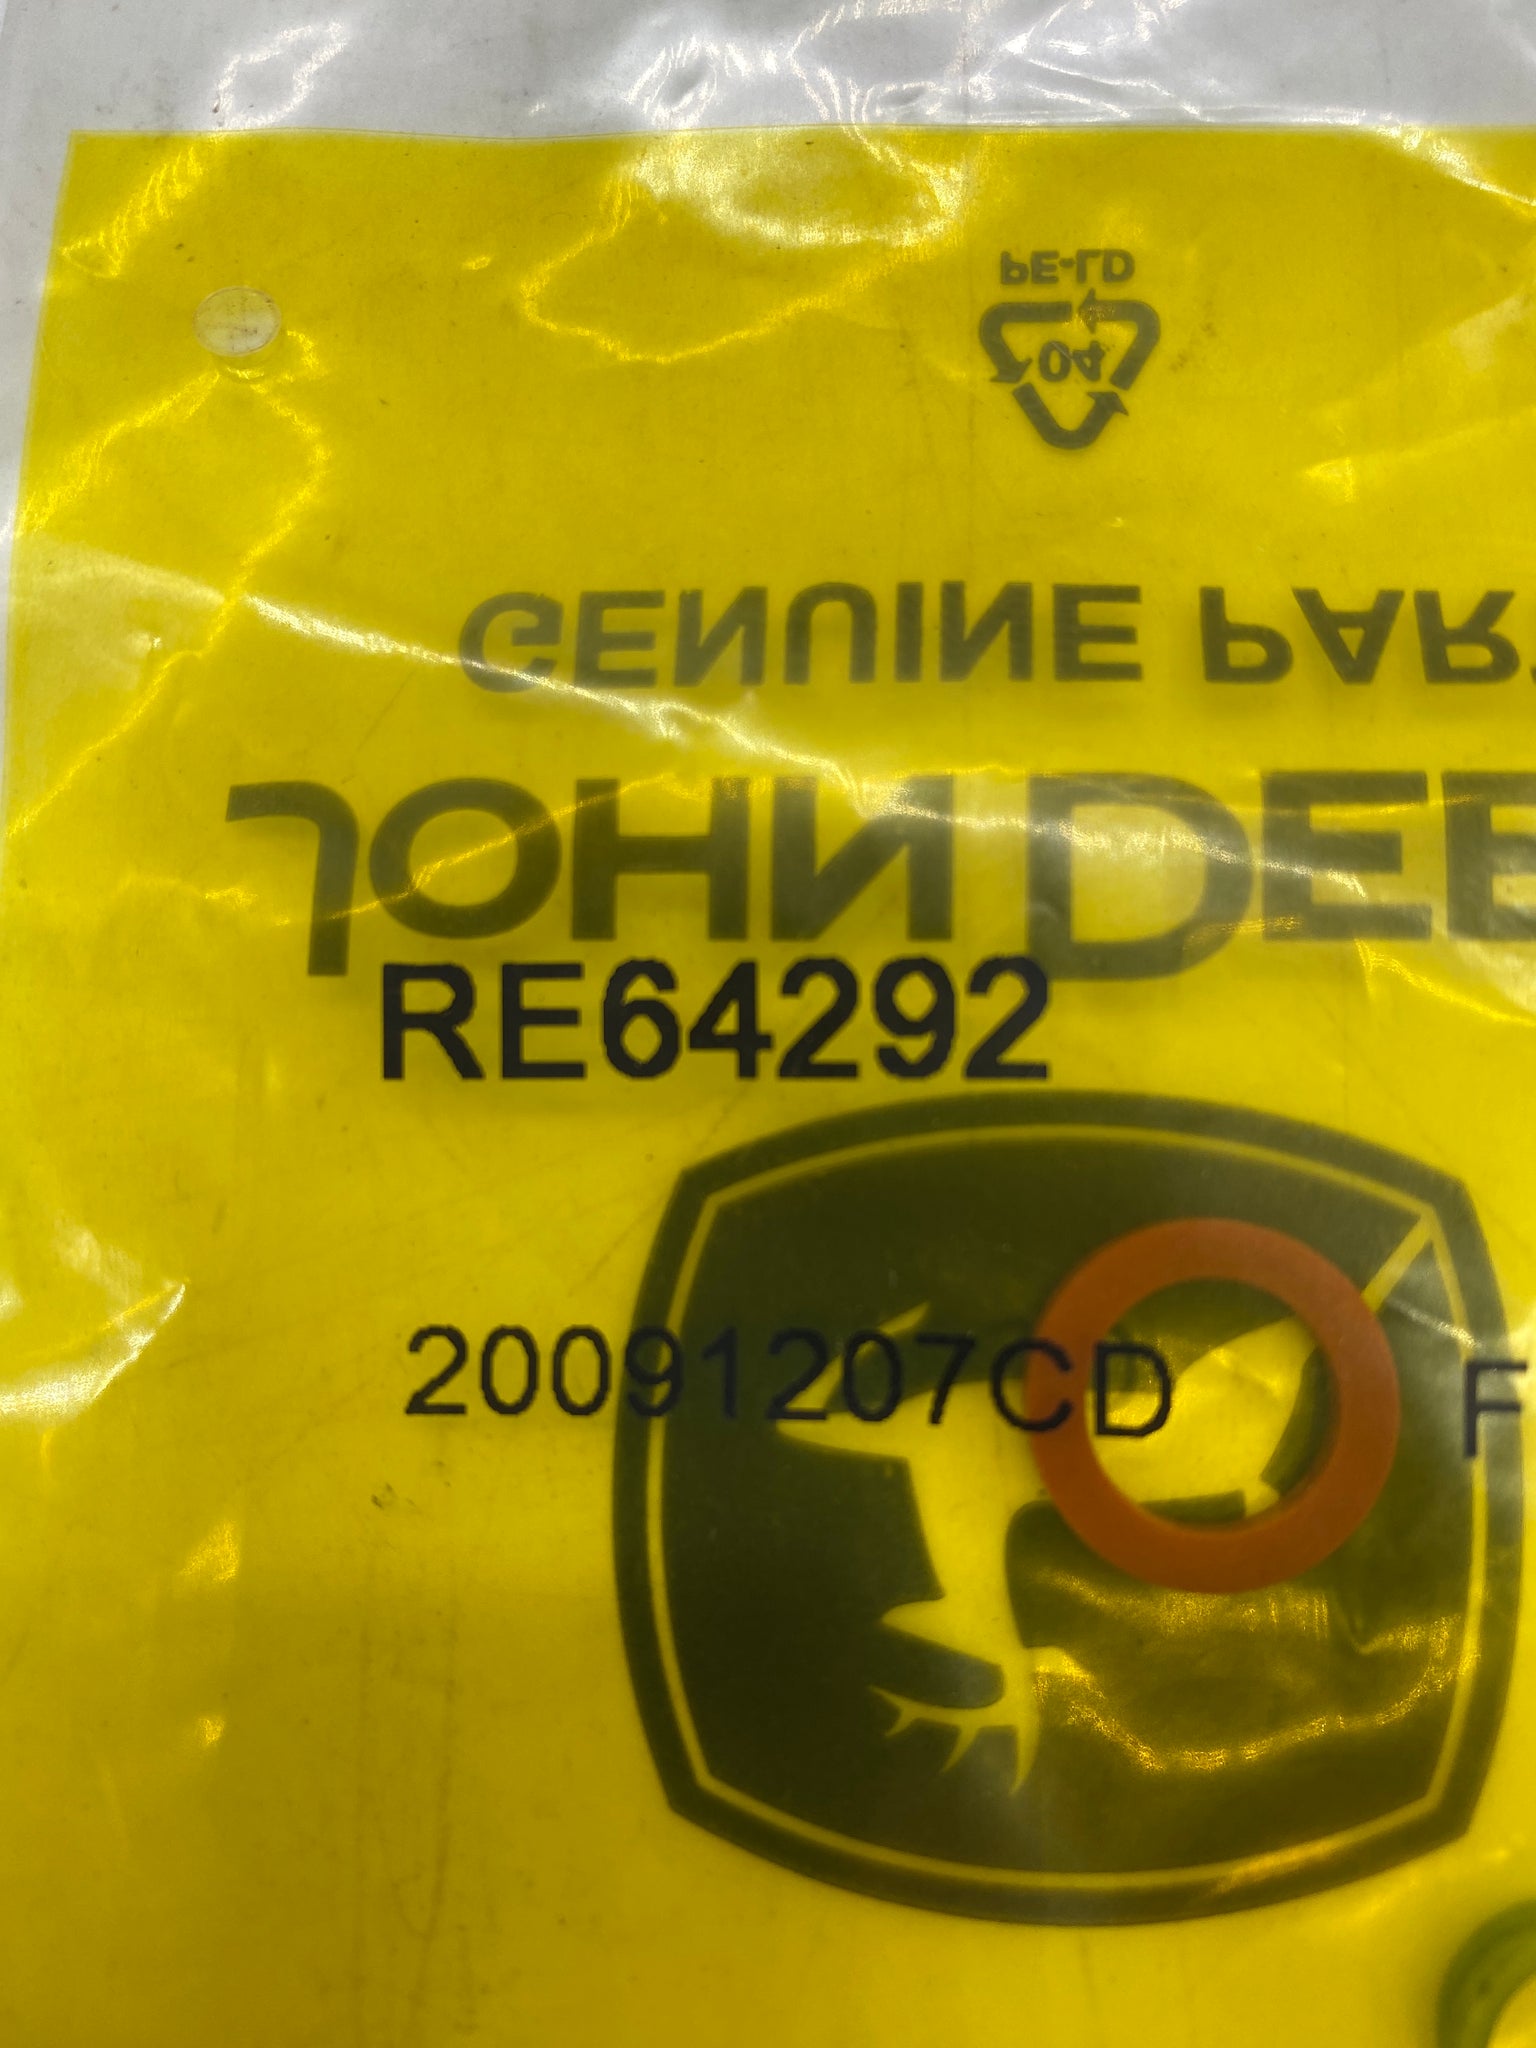 PE-LD
04
GENUINE PAR
JOHN DEE
RE64292
20091207CD F